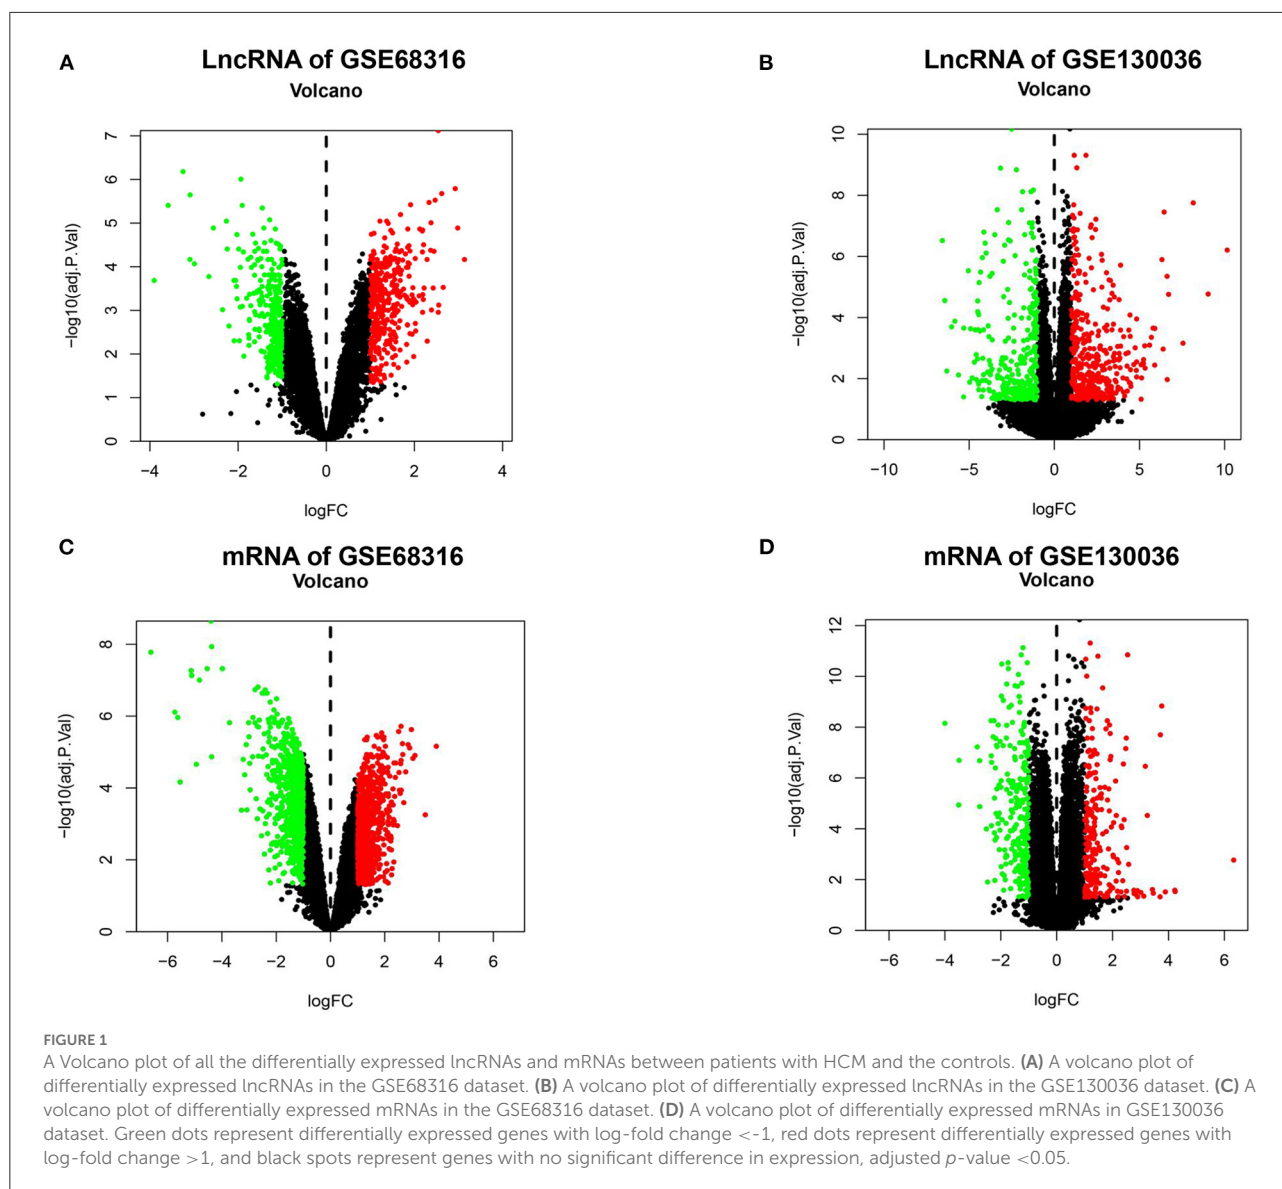 A
LncRNA of GSE68316
Volcano
7
6
5
4
3
2
1
0
−log10(adj.P.Val)
−4
−2
0
2
4
logFC
B
LncRNA of GSE130036
Volcano
10
8
6
4
2
0
−log10(adj.P.Val)
−10
−5
0
5
10
logFC
C
mRNA of GSE68316
Volcano
8
6
4
2
0
−log10(adj.P.Val)
−6
−4
−2
0
2
4
6
logFC
D
mRNA of GSE130036
Volcano
12
10
8
6
4
2
0
−log10(adj.P.Val)
−6
−4
−2
0
2
4
6
logFC
FIGURE 1
A Volcano plot of all the differentially expressed lncRNAs and mRNAs between patients with HCM and the controls. (A) A volcano plot of
differentially expressed lncRNAs in the GSE68316 dataset. (B) A volcano plot of differentially expressed lncRNAs in the GSE130036 dataset. (C) A
volcano plot of differentially expressed mRNAs in the GSE68316 dataset. (D) A volcano plot of differentially expressed mRNAs in GSE130036
dataset. Green dots represent differentially expressed genes with log-fold change <-1, red dots represent differentially expressed genes with
log-fold change >1, and black spots represent genes with no significant difference in expression, adjusted p-value <0.05.